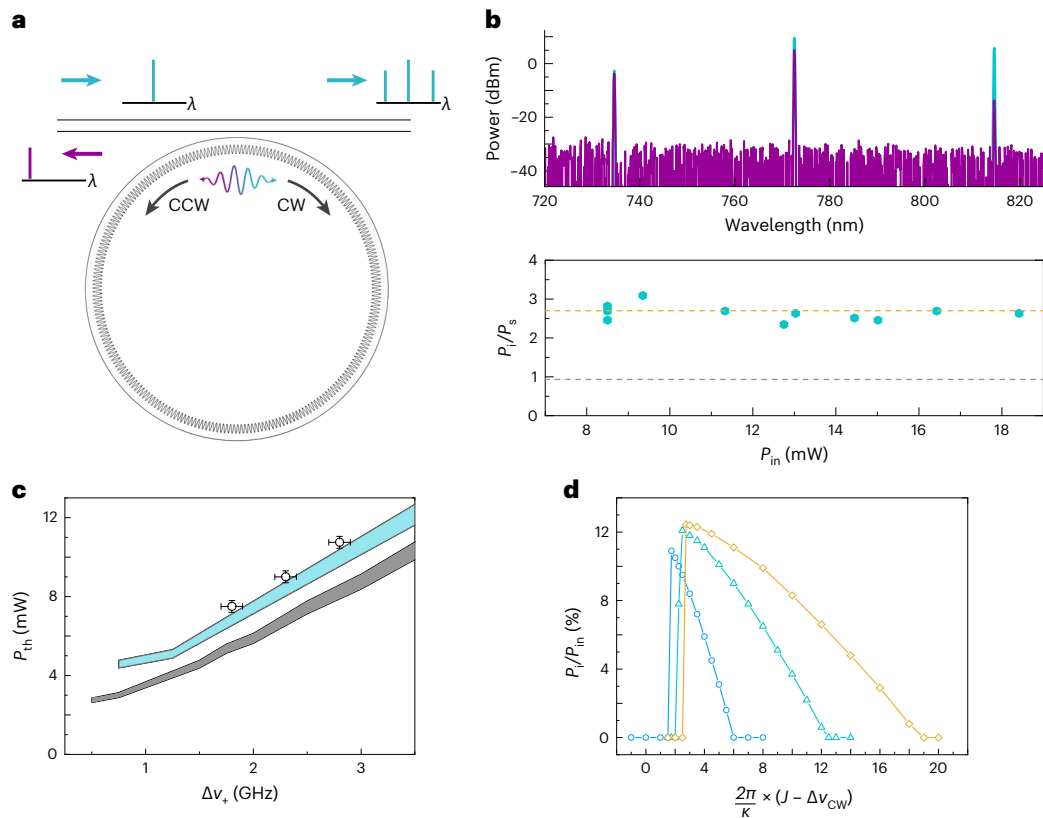 a
λ
λ
λ
CCW
CW
b
Power (dBm)
0
−20
−40
720
740
760
780
800
820
Wavelength (nm)
P_i/P_s
4
3
2
1
0
8
10
12
14
16
18
P_in (mW)
c
P_th (mW)
12
8
4
0
1
2
3
Δν_+ (GHz)
d
P_i/P_in (%)
12
8
4
0
0
4
8
12
16
20
2π/κ × (J − Δν_CW)